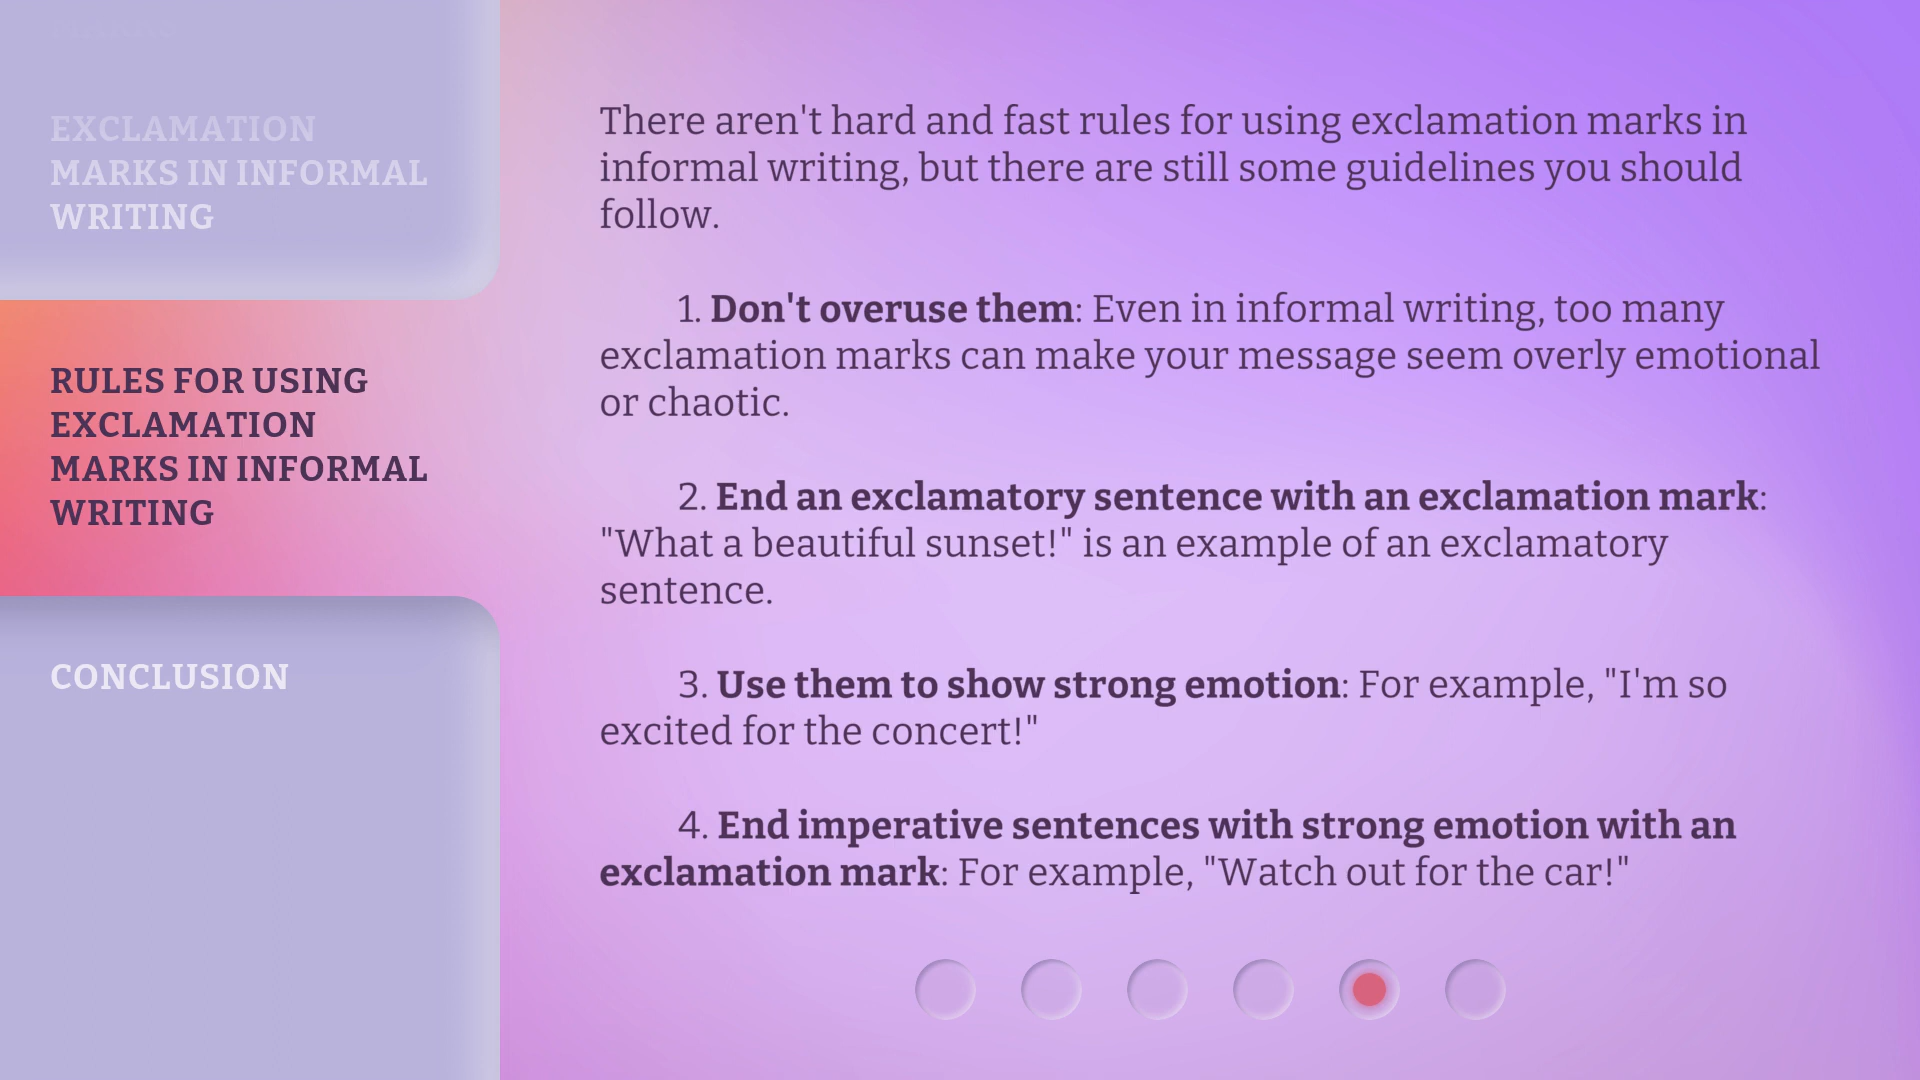 EXCLAMATION
MARKS IN INFORMAL
WRITING
RULES FOR USING
EXCLAMATION
MARKS IN INFORMAL
WRITING
CONCLUSION
There aren't hard and fast rules for using exclamation marks in
informal writing, but there are still some guidelines you should
follow.
1. Don't overuse them: Even in informal writing, too many
exclamation marks can make your message seem overly emotional
or chaotic.
2. End an exclamatory sentence with an exclamation mark:
"What a beautiful sunset!" is an example of an exclamatory
sentence.
3. Use them to show strong emotion: For example, "I'm so
excited for the concert!"
4. End imperative sentences with strong emotion with an
exclamation mark: For example, "Watch out for the car!"